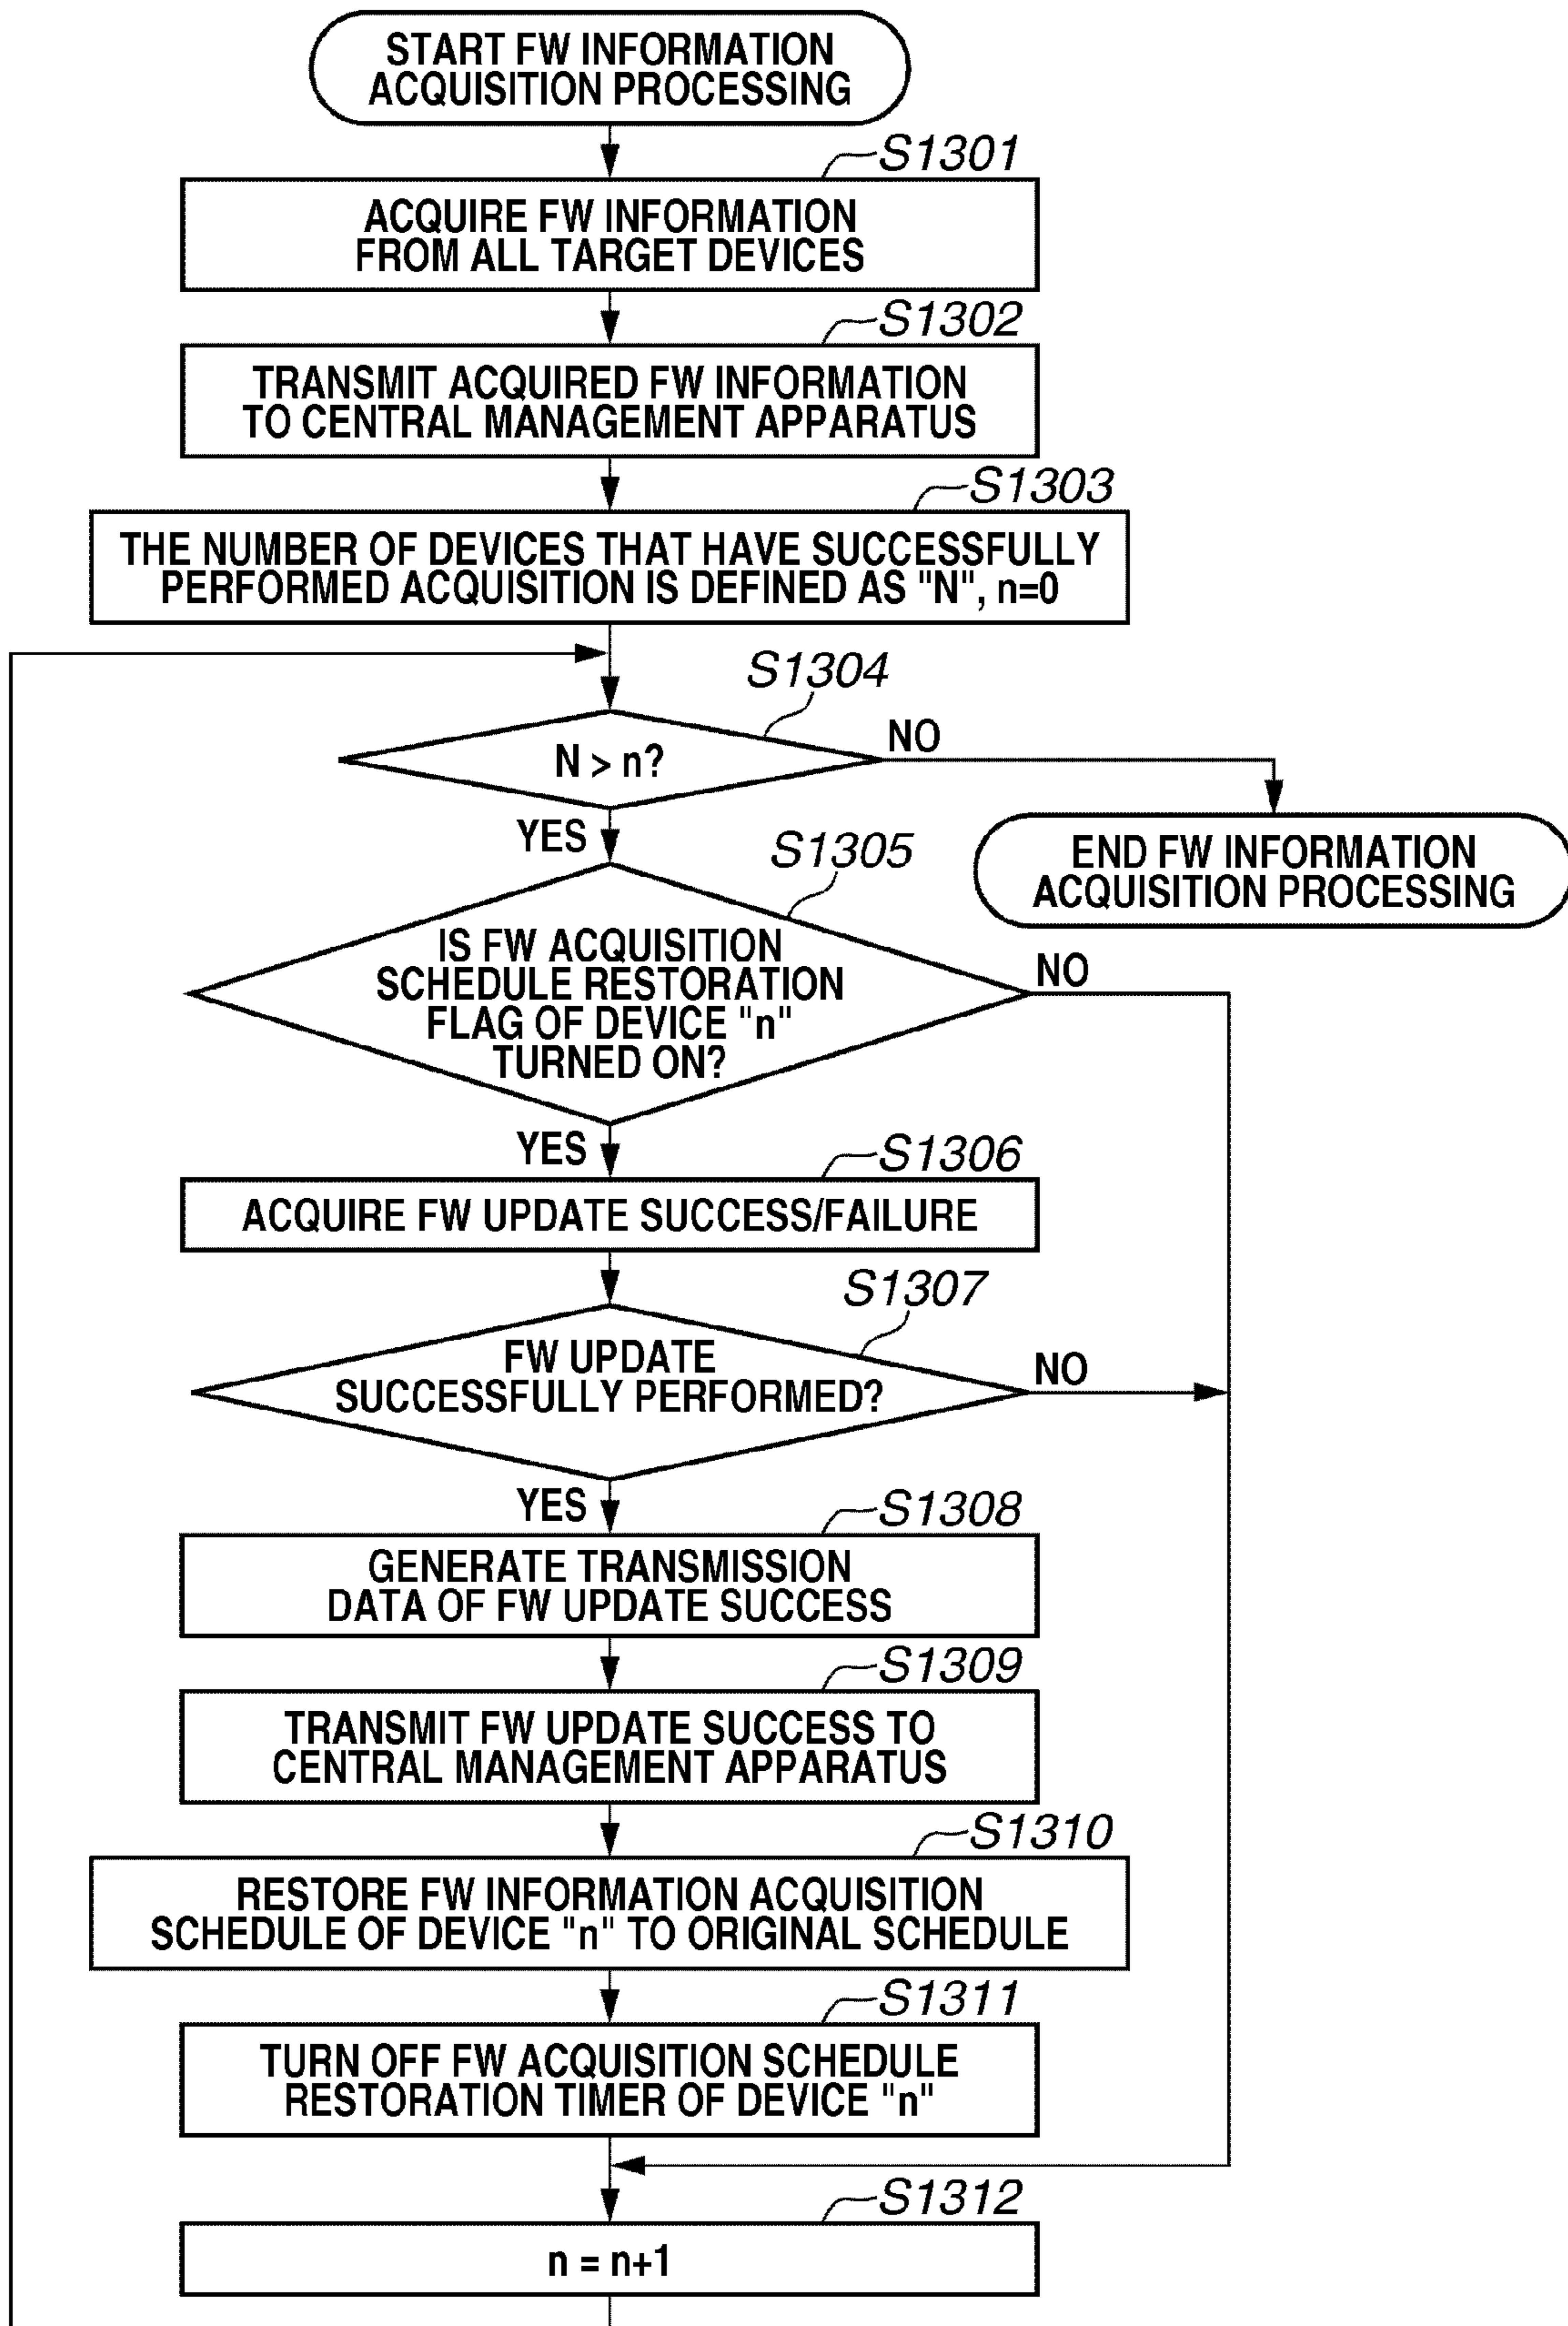 START FW INFORMATION
ACQUISITION PROCESSING
S1301
ACQUIRE FW INFORMATION
FROM ALL TARGET DEVICES
S1302
TRANSMIT ACQUIRED FW INFORMATION
TO CENTRAL MANAGEMENT APPARATUS
S1303
THE NUMBER OF DEVICES THAT HAVE SUCCESSFULLY
PERFORMED ACQUISITION IS DEFINED AS "N", n=0
S1304
N > n?
NO
YES
END FW INFORMATION
ACQUISITION PROCESSING
S1305
IS FW ACQUISITION
SCHEDULE RESTORATION
FLAG OF DEVICE "n"
TURNED ON?
NO
YES
S1306
ACQUIRE FW UPDATE SUCCESS/FAILURE
S1307
FW UPDATE
SUCCESSFULLY PERFORMED?
NO
YES
S1308
GENERATE TRANSMISSION
DATA OF FW UPDATE SUCCESS
S1309
TRANSMIT FW UPDATE SUCCESS TO
CENTRAL MANAGEMENT APPARATUS
S1310
RESTORE FW INFORMATION ACQUISITION
SCHEDULE OF DEVICE "n" TO ORIGINAL SCHEDULE
S1311
TURN OFF FW ACQUISITION SCHEDULE
RESTORATION TIMER OF DEVICE "n"
S1312
n = n+1